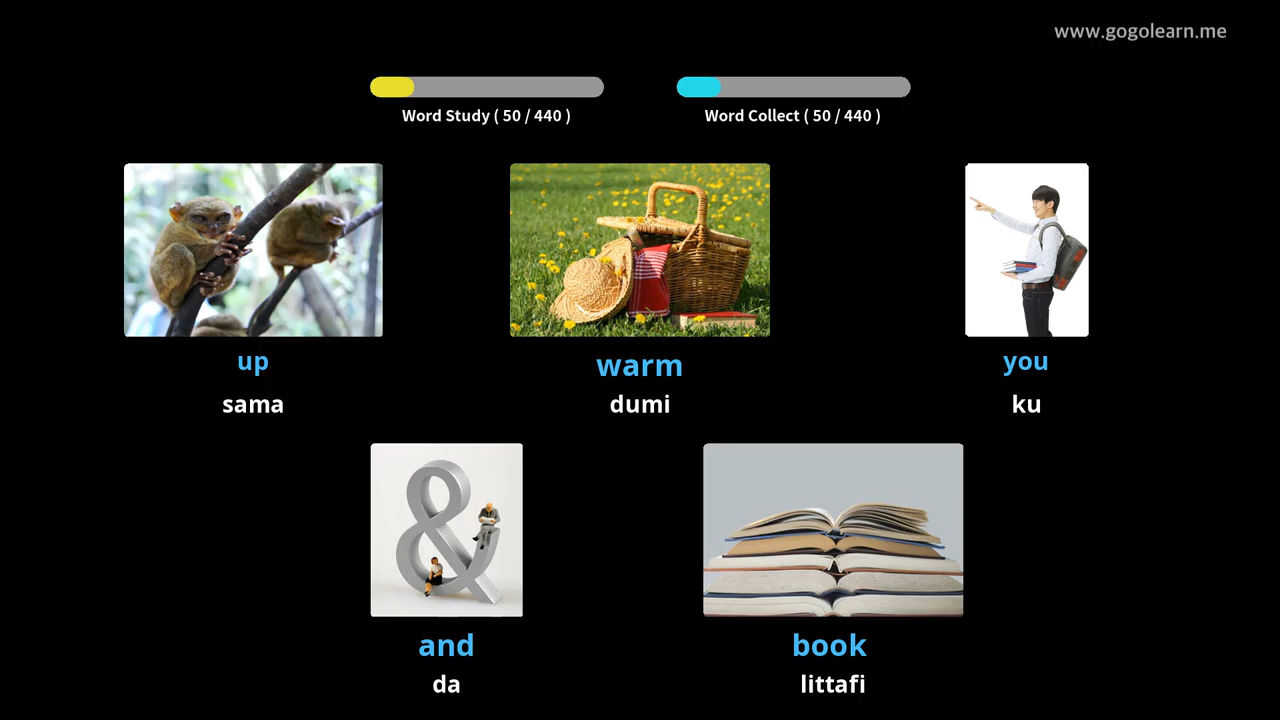 www.gogolearn.me
Word Study ( 50 / 440 )
Word Collect ( 50 / 440 )
up
sama
warm
dumi
you
ku
and
da
book
littafi